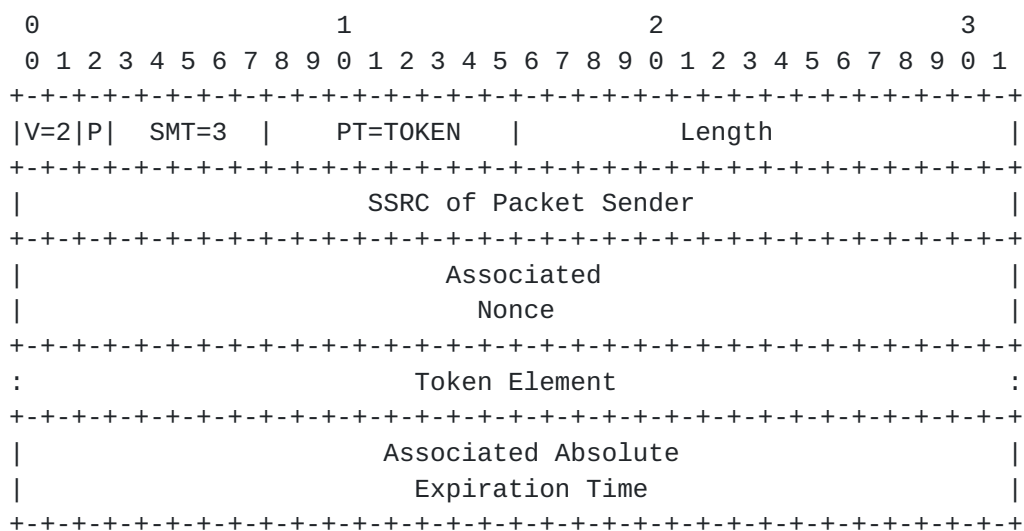 0                   1                   2                   3
 0 1 2 3 4 5 6 7 8 9 0 1 2 3 4 5 6 7 8 9 0 1 2 3 4 5 6 7 8 9 0 1
+-+-+-+-+-+-+-+-+-+-+-+-+-+-+-+-+-+-+-+-+-+-+-+-+-+-+-+-+-+-+-+-+
|V=2|P|  SMT=3  |    PT=TOKEN   |          Length               |
+-+-+-+-+-+-+-+-+-+-+-+-+-+-+-+-+-+-+-+-+-+-+-+-+-+-+-+-+-+-+-+-+
|                      SSRC of Packet Sender                    |
+-+-+-+-+-+-+-+-+-+-+-+-+-+-+-+-+-+-+-+-+-+-+-+-+-+-+-+-+-+-+-+-+
|                           Associated                          |
|                             Nonce                             |
+-+-+-+-+-+-+-+-+-+-+-+-+-+-+-+-+-+-+-+-+-+-+-+-+-+-+-+-+-+-+-+-+
:                         Token Element                         :
+-+-+-+-+-+-+-+-+-+-+-+-+-+-+-+-+-+-+-+-+-+-+-+-+-+-+-+-+-+-+-+-+
|                       Associated Absolute                     |
|                         Expiration Time                       |
+-+-+-+-+-+-+-+-+-+-+-+-+-+-+-+-+-+-+-+-+-+-+-+-+-+-+-+-+-+-+-+-+